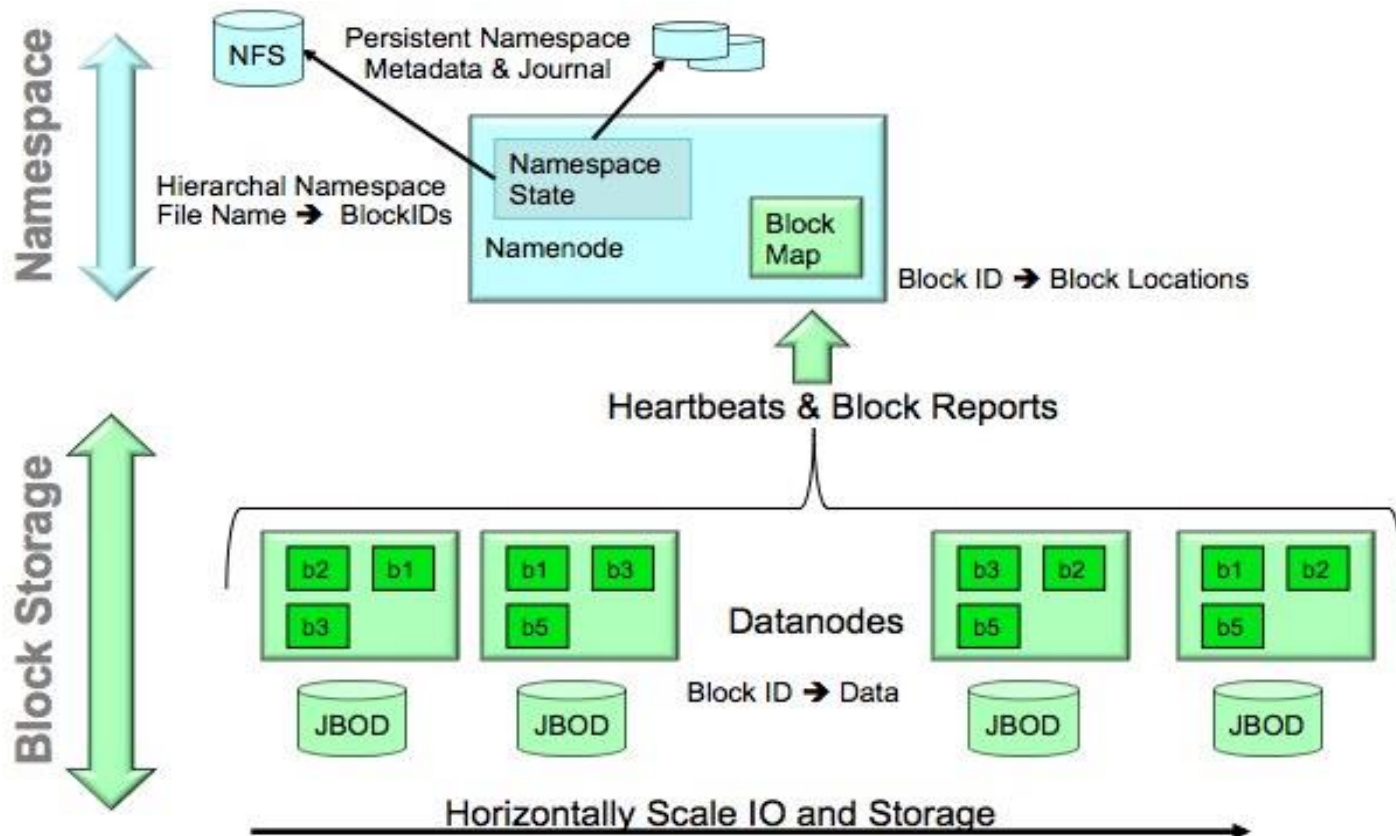 Namespace
NFS
Persistent Namespace
Metadata & Journal
Namespace
State
Hierarchal Namespace
File Name ➔ BlockIDs
Namenode
Block
Map
Block ID ➔ Block Locations
Heartbeats & Block Reports
Block Storage
b2 b1
b3
b1 b3
b5
Datanodes
b3 b2
b5
b1 b2
b5
Block ID ➔ Data
JBOD
JBOD
JBOD
JBOD
Horizontally Scale IO and Storage